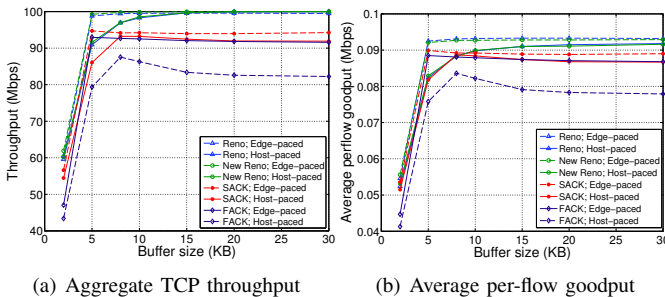 100
90
80
70
60
50
40
0 5 10 15 20 25 30
Throughput (Mbps)
Buffer size (KB)
Reno; Edge−paced
Reno; Host−paced
New Reno; Edge−paced
New Reno; Host−paced
SACK; Edge−paced
SACK; Host−paced
FACK; Edge−paced
FACK; Host−paced
(a) Aggregate TCP throughput
0.1
0.09
0.08
0.07
0.06
0.05
0.04
0 5 10 15 20 25 30
Average perflow goodput (Mbps)
Buffer size (KB)
Reno; Edge−paced
Reno; Host−paced
New Reno; Edge−paced
New Reno; Host−paced
SACK; Edge−paced
SACK; Host−paced
FACK; Edge−paced
FACK; Host−paced
(b) Average per-flow goodput